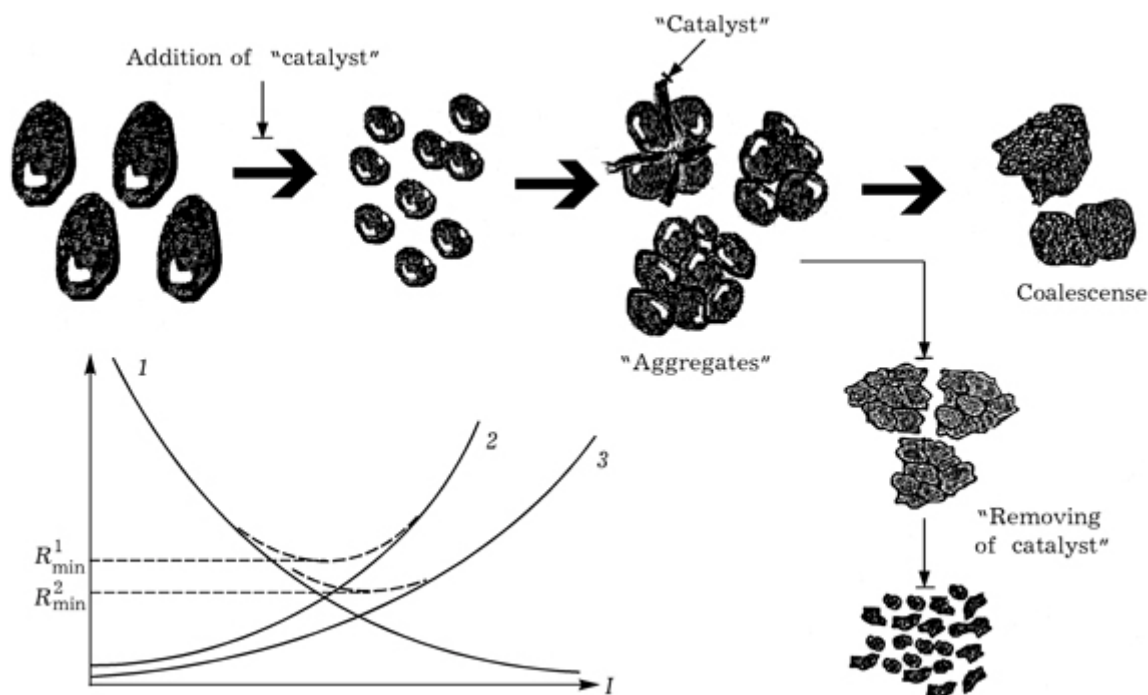 "Catalyst"
Addition of "catalyst"
Coalescense
"Aggregates"
1
2
3
R¹min
R²min
"Removing
of catalyst"
I